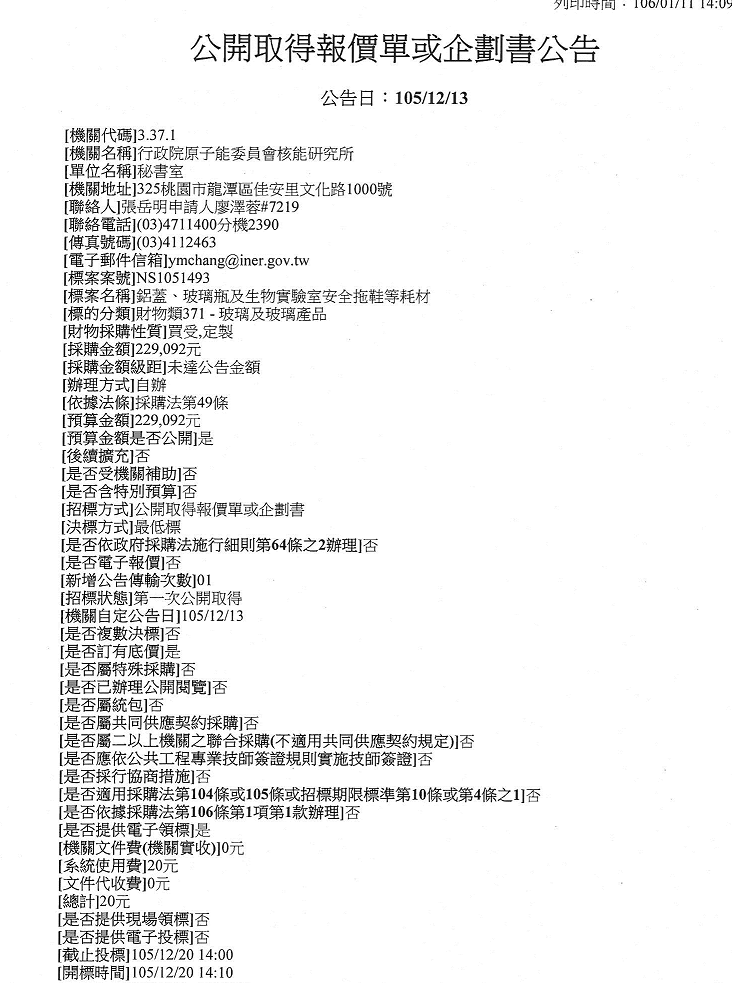 列印時間：106/01/11 14:09
公開取得報價單或企劃書公告
公告日：105/12/13
[機關代碼]3.37.1
[機關名稱]行政院原子能委員會核能研究所
[單位名稱]秘書室
[機關地址]325桃園市龍潭區佳安里文化路1000號
[聯絡人]張岳明申請人廖澤蓉#7219
[聯絡電話](03)4711400分機2390
[傳真號碼](03)4112463
[電子郵件信箱]ymchang@iner.gov.tw
[標案案號]NS1051493
[標案名稱]鋁蓋、玻璃瓶及生物實驗室安全拖鞋等耗材
[標的分類]財物類371 - 玻璃及玻璃產品
[財物採購性質]買受,定製
[採購金額]229,092元
[採購金額級距]未達公告金額
[辦理方式]自辦
[依據法條]採購法第49條
[預算金額]229,092元
[預算金額是否公開]是
[後續擴充]否
[是否受機關補助]否
[是否含特別預算]否
[招標方式]公開取得報價單或企劃書
[決標方式]最低標
[是否依政府採購法施行細則第64條之2辦理]否
[是否電子報價]否
[新增公告傳輸次數]01
[招標狀態]第一次公開取得
[機關自定公告日]105/12/13
[是否複數決標]否
[是否訂有底價]是
[是否屬特殊採購]否
[是否已辦理公開閱覽]否
[是否屬統包]否
[是否屬共同供應契約採購]否
[是否屬二以上機關之聯合採購(不適用共同供應契約規定)]否
[是否應依公共工程專業技師簽證規則實施技師簽證]否
[是否採行協商措施]否
[是否適用採購法第104條或105條或招標期限標準第10條或第4條之1]否
[是否依據採購法第106條第1項第1款辦理]否
[是否提供電子領標]是
[機關文件費(機關實收)]0元
[系統使用費]20元
[文件代收費]0元
[總計]20元
[是否提供現場領標]否
[是否提供電子投標]否
[截止投標]105/12/20 14:00
[開標時間]105/12/20 14:10